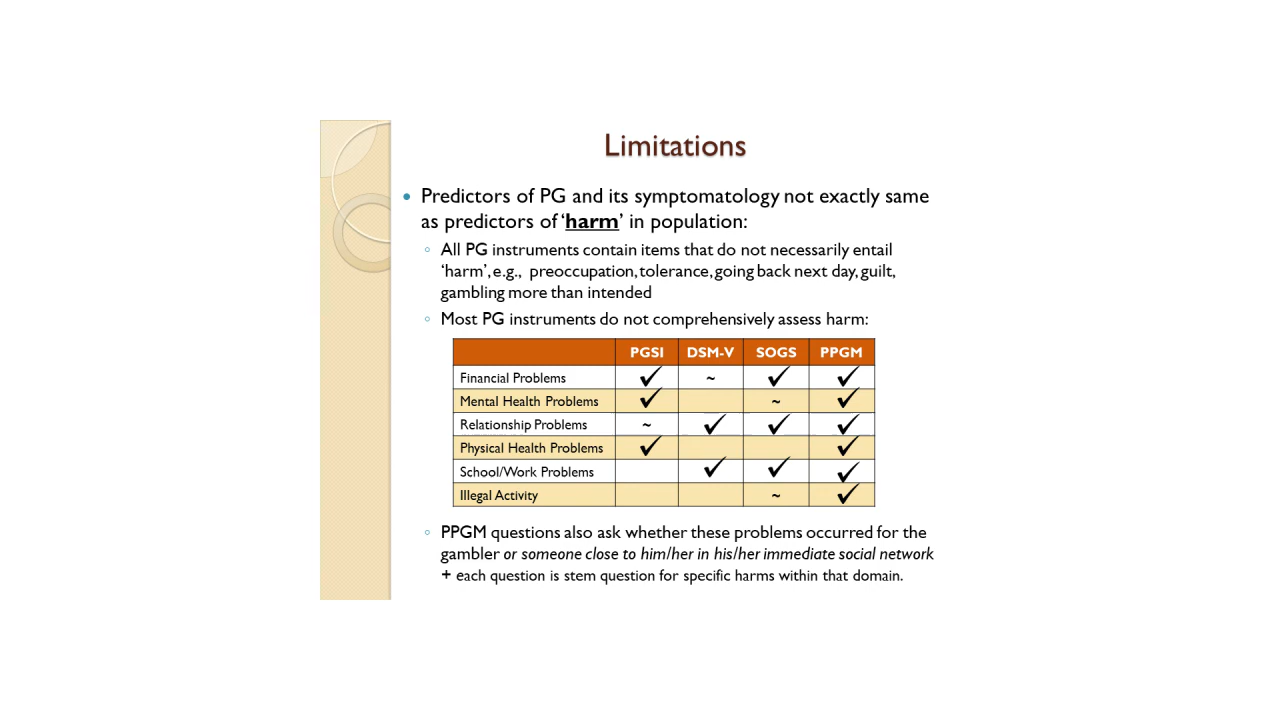 Limitations
• Predictors of PG and its symptomatology not exactly same
as predictors of 'harm' in population:
◦ All PG instruments contain items that do not necessarily entail
'harm', e.g., preoccupation, tolerance, going back next day, guilt,
gambling more than intended
◦ Most PG instruments do not comprehensively assess harm:
PGSI DSM-V SOGS PPGM
Financial Problems ✓ ~ ✓ ✓
Mental Health Problems ✓ ~ ✓
Relationship Problems ~ ✓ ✓ ✓
Physical Health Problems ✓ ✓
School/Work Problems ✓ ✓ ✓
Illegal Activity ~ ✓
◦ PPGM questions also ask whether these problems occurred for the
gambler or someone close to him/her in his/her immediate social network
+ each question is stem question for specific harms within that domain.